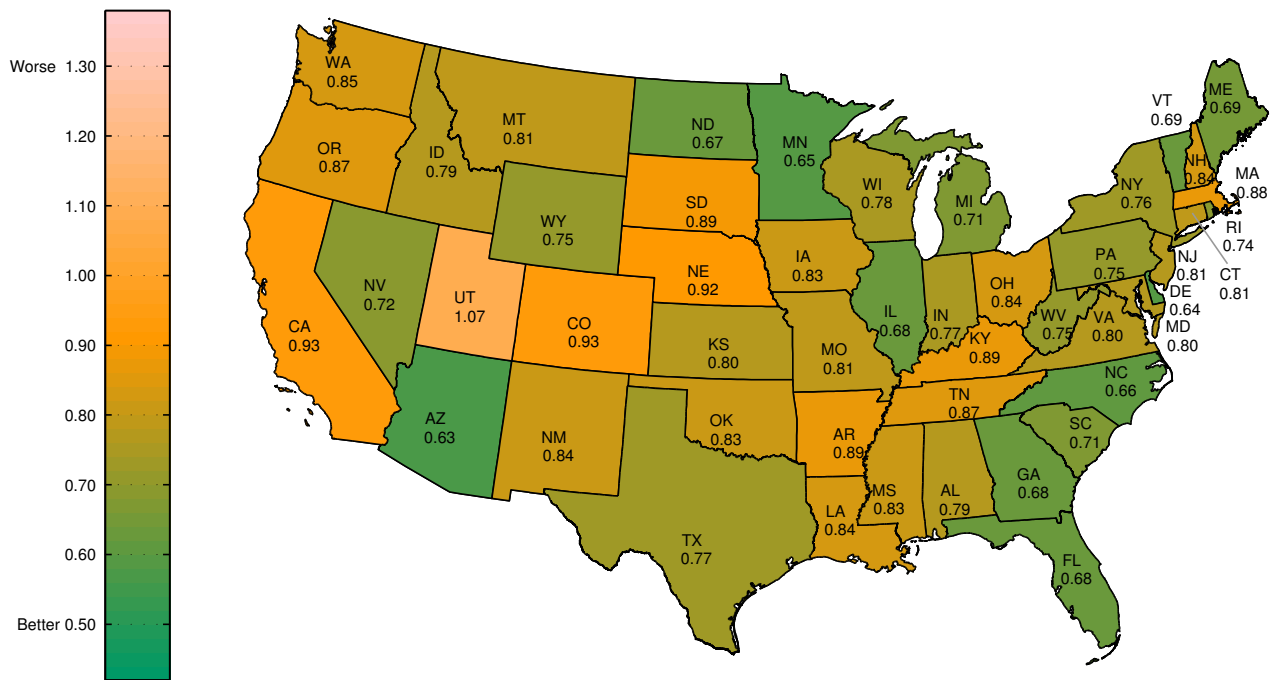 Worse 1.30
1.20
1.10
1.00
0.90
0.80
0.70
0.60
Better 0.50
WA
0.85
OR
0.87
CA
0.93
ID
0.79
NV
0.72
MT
0.81
WY
0.75
UT
1.07
AZ
0.63
CO
0.93
NM
0.84
ND
0.67
SD
0.89
NE
0.92
KS
0.80
OK
0.83
TX
0.77
MN
0.65
IA
0.83
MO
0.81
AR
0.89
LA
0.84
WI
0.78
IL
0.68
MI
0.71
IN
0.77
OH
0.84
KY
0.89
TN
0.87
MS
0.83
AL
0.79
GA
0.68
FL
0.68
SC
0.71
NC
0.66
VA
0.80
WV
0.75
PA
0.75
NY
0.76
VT
0.69
NH
0.84
ME
0.69
MA
0.88
RI
0.74
CT
0.81
NJ
0.81
DE
0.64
MD
0.80